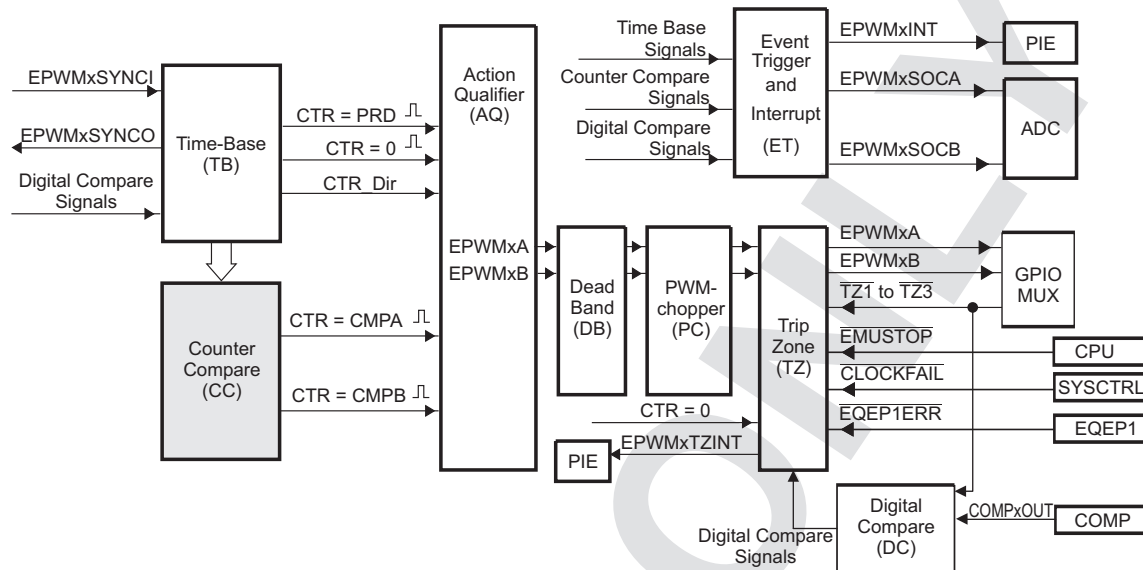 EPWMxSYNCI
EPWMxSYNCO
Digital Compare
Signals
Time-Base
(TB)
CTR = PRD
CTR = 0
CTR_Dir
Action
Qualifier
(AQ)
Counter
Compare
(CC)
CTR = CMPA
CTR = CMPB
EPWMxA
EPWMxB
Time Base
Signals
Counter Compare
Signals
Digital Compare
Signals
Event
Trigger
and
Interrupt
(ET)
EPWMxINT
EPWMxSOCA
EPWMxSOCB
PIE
ADC
Dead
Band
(DB)
PWM-
chopper
(PC)
Trip
Zone
(TZ)
EPWMxA
EPWMxB
TZ1 to TZ3
GPIO
MUX
EMUSTOP
CPU
CLOCKFAIL
SYSCTRL
EQEP1ERR
EQEP1
CTR = 0
EPWMxTZINT
PIE
Digital Compare
Signals
Digital
Compare
(DC)
COMPxOUT
COMP
ONLY